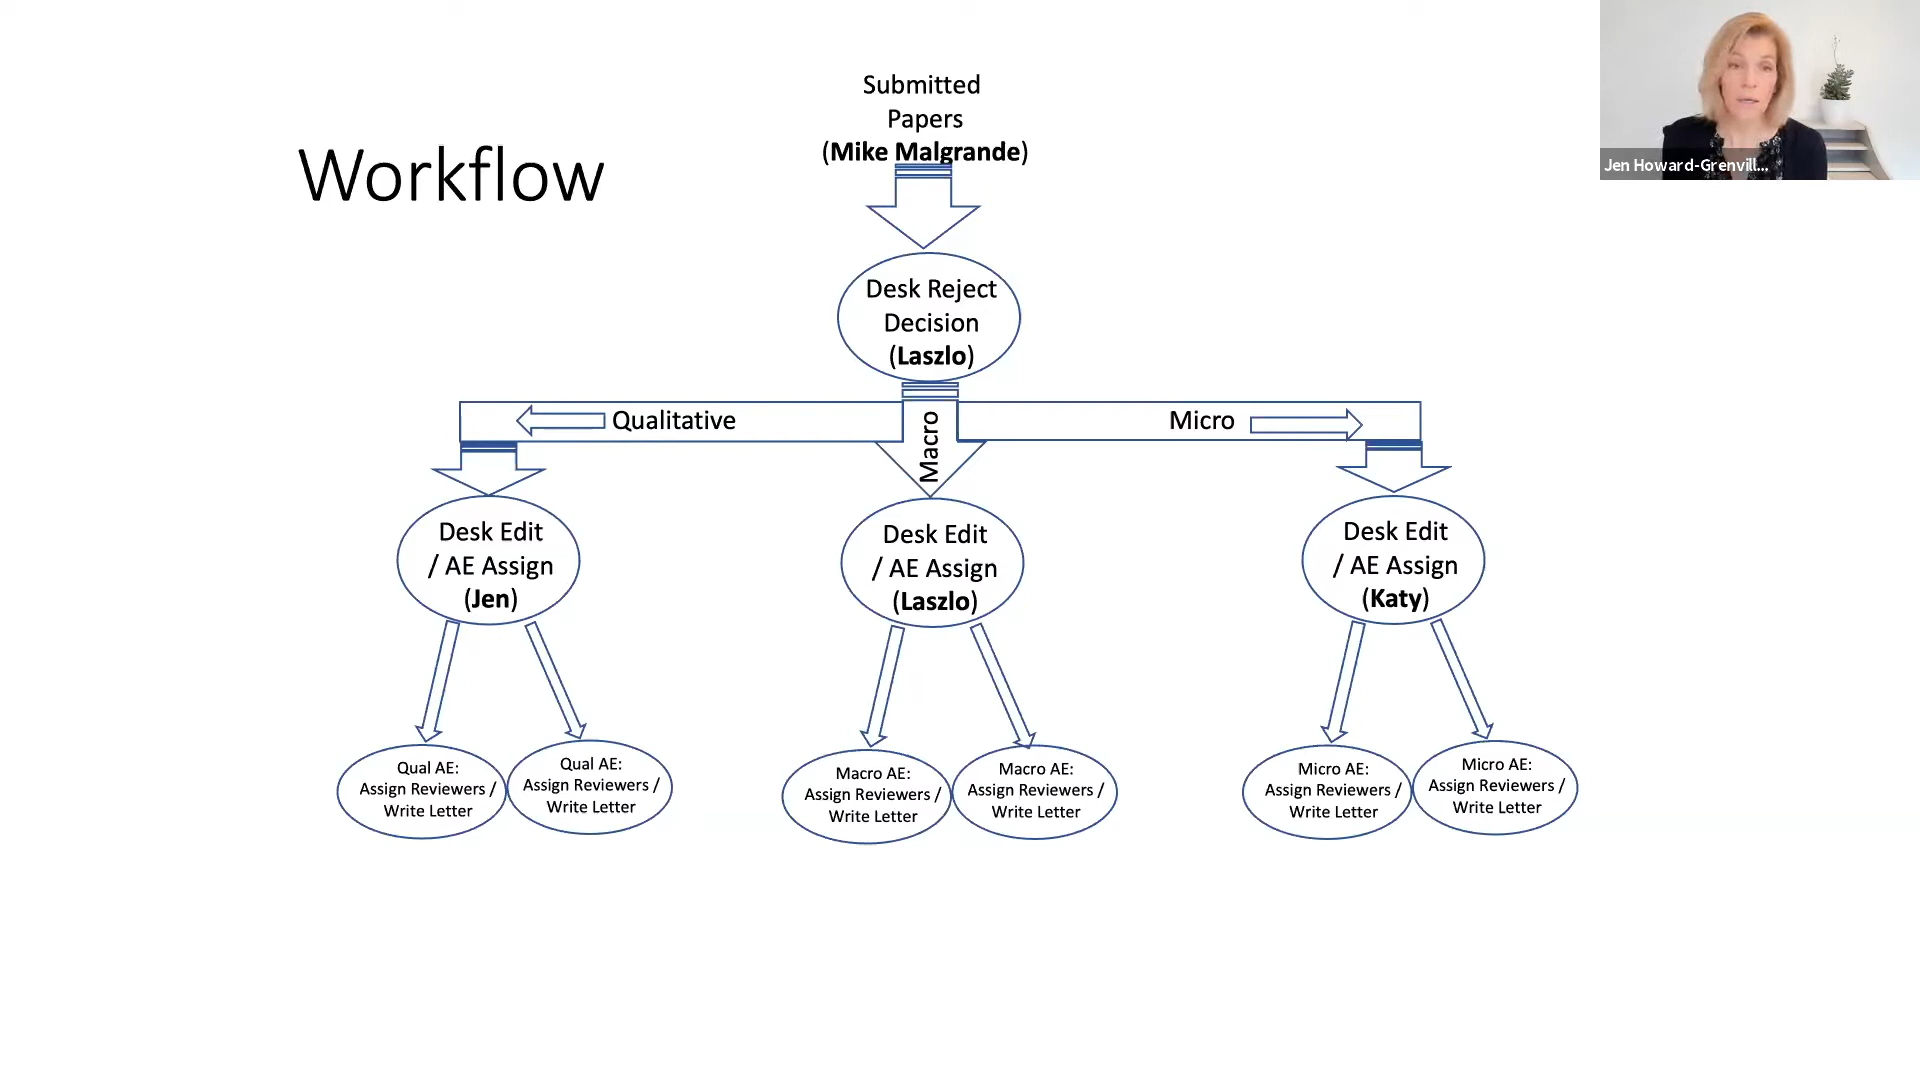 Workflow
Submitted
Papers
(Mike Malgrande)
Jen Howard-Grenvill...
Desk Reject
Decision
(Laszlo)
Qualitative
Macro
Micro
Desk Edit
/ AE Assign
(Jen)
Desk Edit
/ AE Assign
(Laszlo)
Desk Edit
/ AE Assign
(Katy)
Qual AE:
Assign Reviewers /
Write Letter
Qual AE:
Assign Reviewers /
Write Letter
Macro AE:
Assign Reviewers /
Write Letter
Macro AE:
Assign Reviewers /
Write Letter
Micro AE:
Assign Reviewers /
Write Letter
Micro AE:
Assign Reviewers /
Write Letter